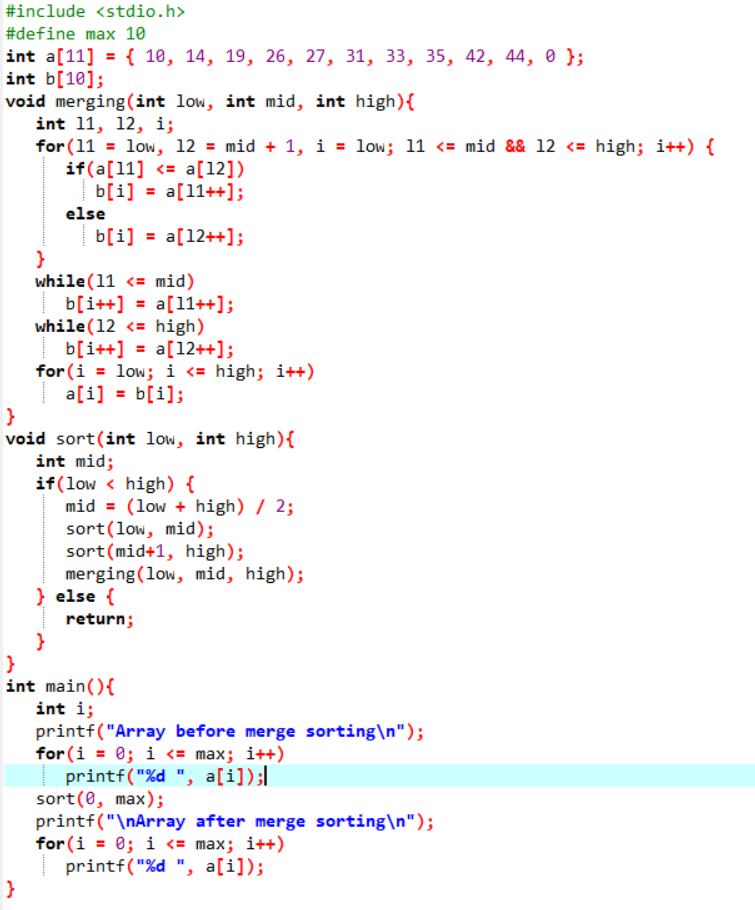 #include <stdio.h>
#define max 10
int a[11] = { 10, 14, 19, 26, 27, 31, 33, 35, 42, 44, 0 };
int b[10];
void merging(int low, int mid, int high){
   int l1, l2, i;
   for(l1 = low, l2 = mid + 1, i = low; l1 <= mid && l2 <= high; i++) {
      if(a[l1] <= a[l2])
         b[i] = a[l1++];
      else
         b[i] = a[l2++];
   }
   while(l1 <= mid)
      b[i++] = a[l1++];
   while(l2 <= high)
      b[i++] = a[l2++];
   for(i = low; i <= high; i++)
      a[i] = b[i];
}
void sort(int low, int high){
   int mid;
   if(low < high) {
      mid = (low + high) / 2;
      sort(low, mid);
      sort(mid+1, high);
      merging(low, mid, high);
   } else {
      return;
   }
}
int main(){
   int i;
   printf("Array before merge sorting\n");
   for(i = 0; i <= max; i++)
      printf("%d ", a[i]);
   sort(0, max);
   printf("\nArray after merge sorting\n");
   for(i = 0; i <= max; i++)
      printf("%d ", a[i]);
}